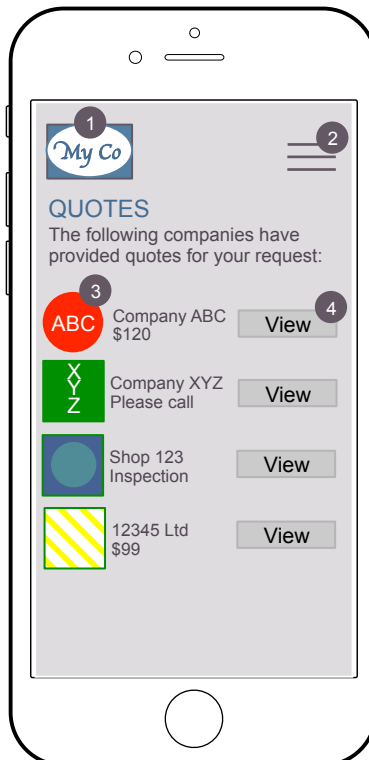 1
My Co
2
QUOTES
The following companies have
provided quotes for your request:
3
ABC
Company ABC
$120
4
View
X
Y
Z
Company XYZ
Please call
View
Shop 123
Inspection
View
12345 Ltd
$99
View